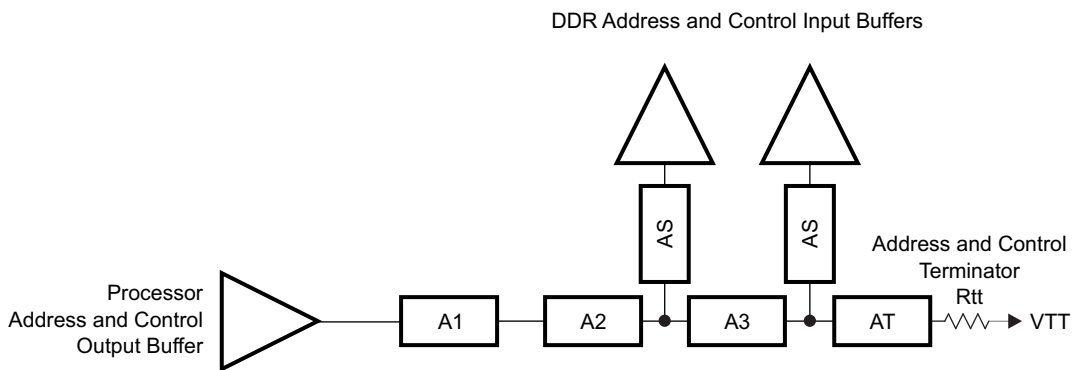 DDR Address and Control Input Buffers
AS
AS
Address and Control
Terminator
Rtt
Processor
Address and Control
Output Buffer
A1
A2
A3
AT
VTT